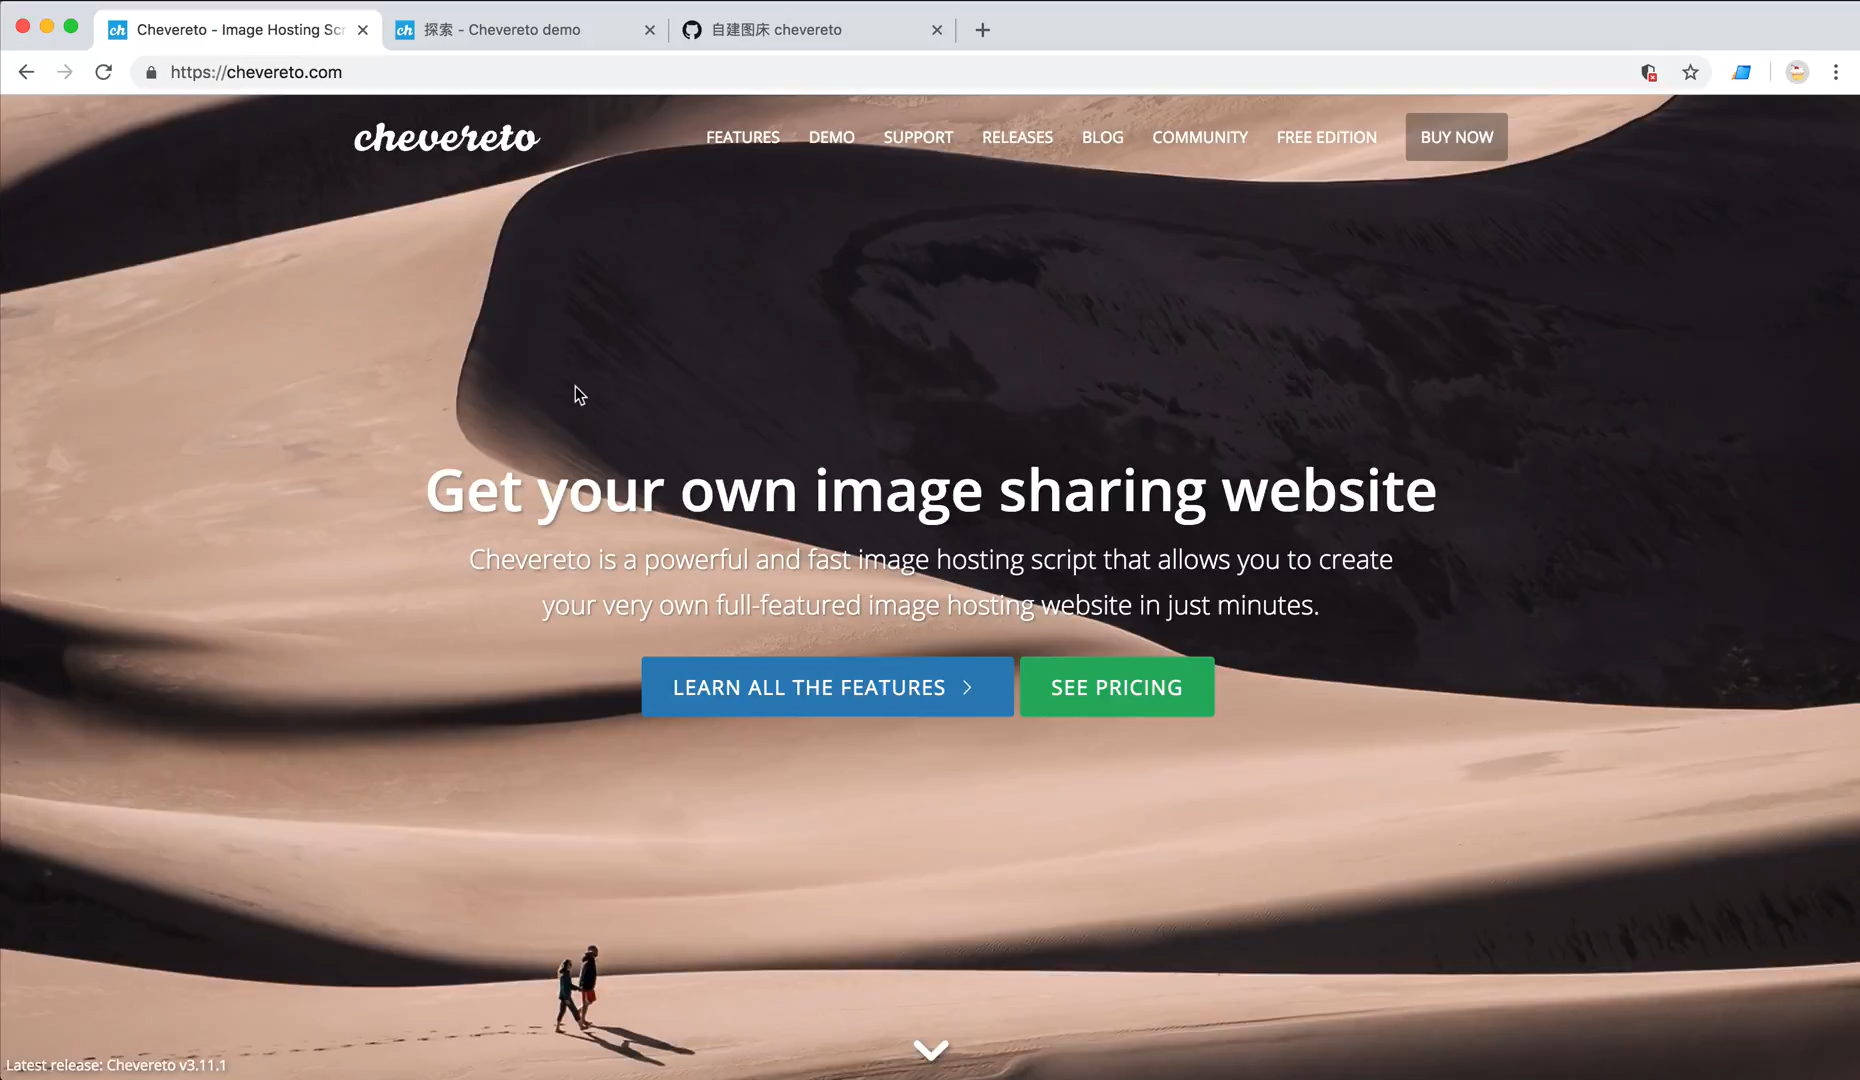 Chevereto - Image Hosting Scr
探索 - Chevereto demo
自建图床 chevereto
https://chevereto.com
chevereto
FEATURES DEMO SUPPORT RELEASES BLOG COMMUNITY FREE EDITION BUY NOW
Get your own image sharing website
Chevereto is a powerful and fast image hosting script that allows you to create
your very own full-featured image hosting website in just minutes.
LEARN ALL THE FEATURES
SEE PRICING
Latest release: Chevereto v3.11.1